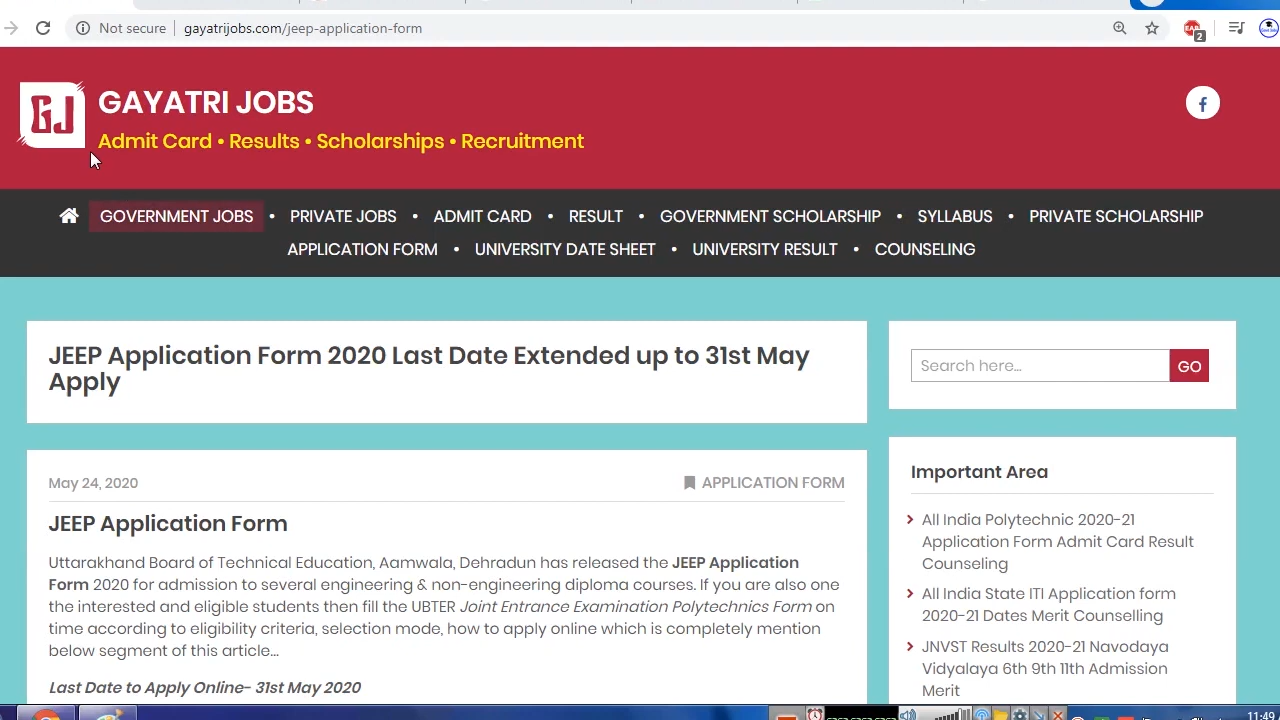 Not secure
gayatrijobs.com/jeep-application-form
2
GJ
GAYATRI JOBS
Admit Card • Results • Scholarships • Recruitment
GOVERNMENT JOBS • PRIVATE JOBS • ADMIT CARD • RESULT • GOVERNMENT SCHOLARSHIP • SYLLABUS • PRIVATE SCHOLARSHIP
APPLICATION FORM • UNIVERSITY DATE SHEET • UNIVERSITY RESULT • COUNSELING
JEEP Application Form 2020 Last Date Extended up to 31st May
Apply
May 24, 2020
APPLICATION FORM
JEEP Application Form
Uttarakhand Board of Technical Education, Aamwala, Dehradun has released the JEEP Application
Form 2020 for admission to several engineering & non-engineering diploma courses. If you are also one
the interested and eligible students then fill the UBTER Joint Entrance Examination Polytechnics Form on
time according to eligibility criteria, selection mode, how to apply online which is completely mention
below segment of this article...
Last Date to Apply Online- 31st May 2020
Search here...
GO
Important Area
All India Polytechnic 2020-21
Application Form Admit Card Result
Counseling
All India State ITI Application form
2020-21 Dates Merit Counselling
JNVST Results 2020-21 Navodaya
Vidyalaya 6th 9th 11th Admission
Merit
11:40